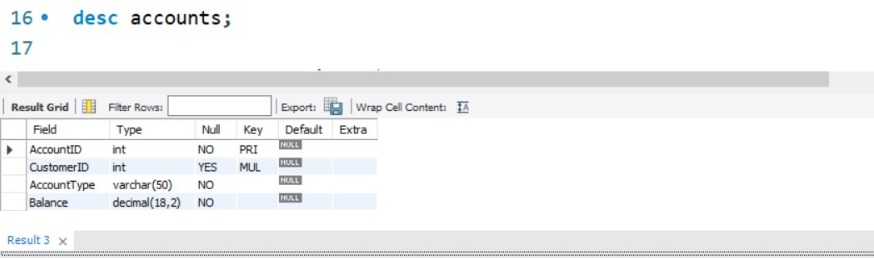 16 • desc accounts;
17
<
Result Grid | Filter Rows: | Export: | Wrap Cell Content:
Field Type Null Key Default Extra
AccountID int NO PRI NULL
CustomerID int YES MUL NULL
AccountType varchar(50) NO NULL
Balance decimal(18,2) NO NULL
Result 3 ×